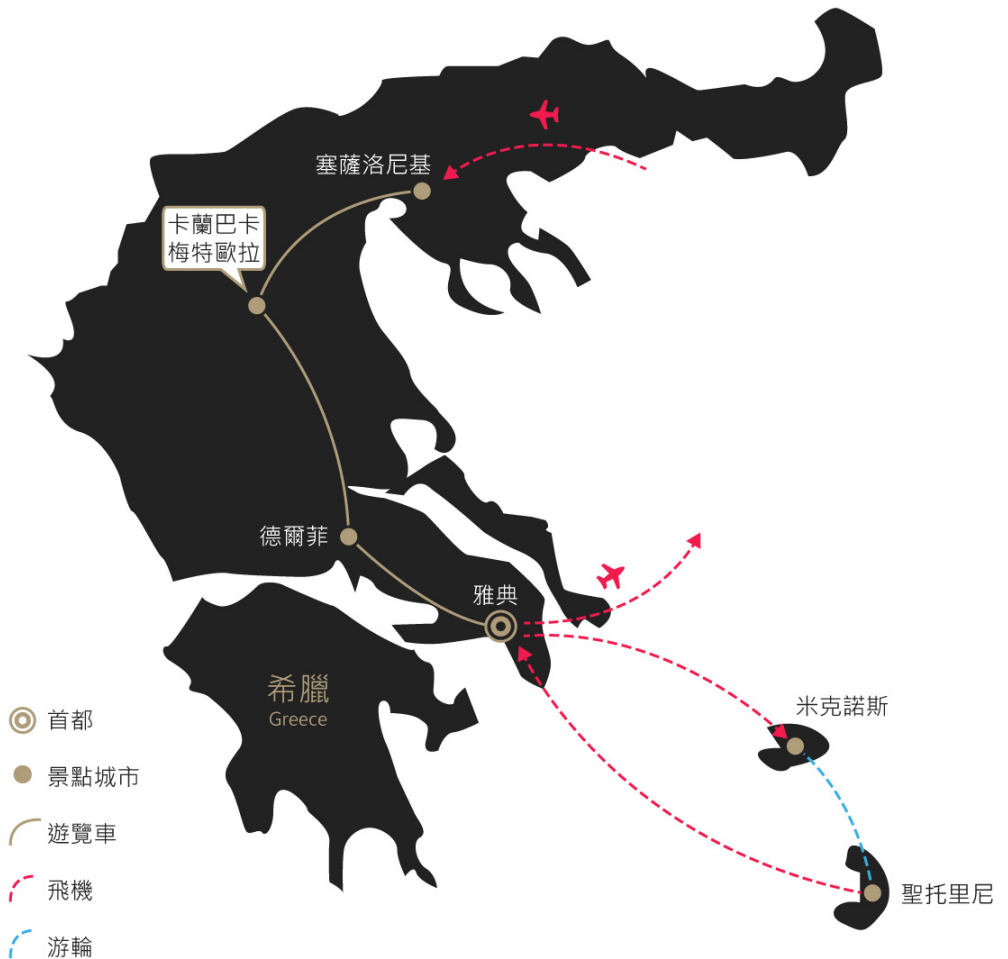 塞薩洛尼基
卡蘭巴卡
梅特歐拉
德爾菲
雅典
希臘
Greece
米克諾斯
聖托里尼
首都
景點城市
遊覽車
飛機
游輪